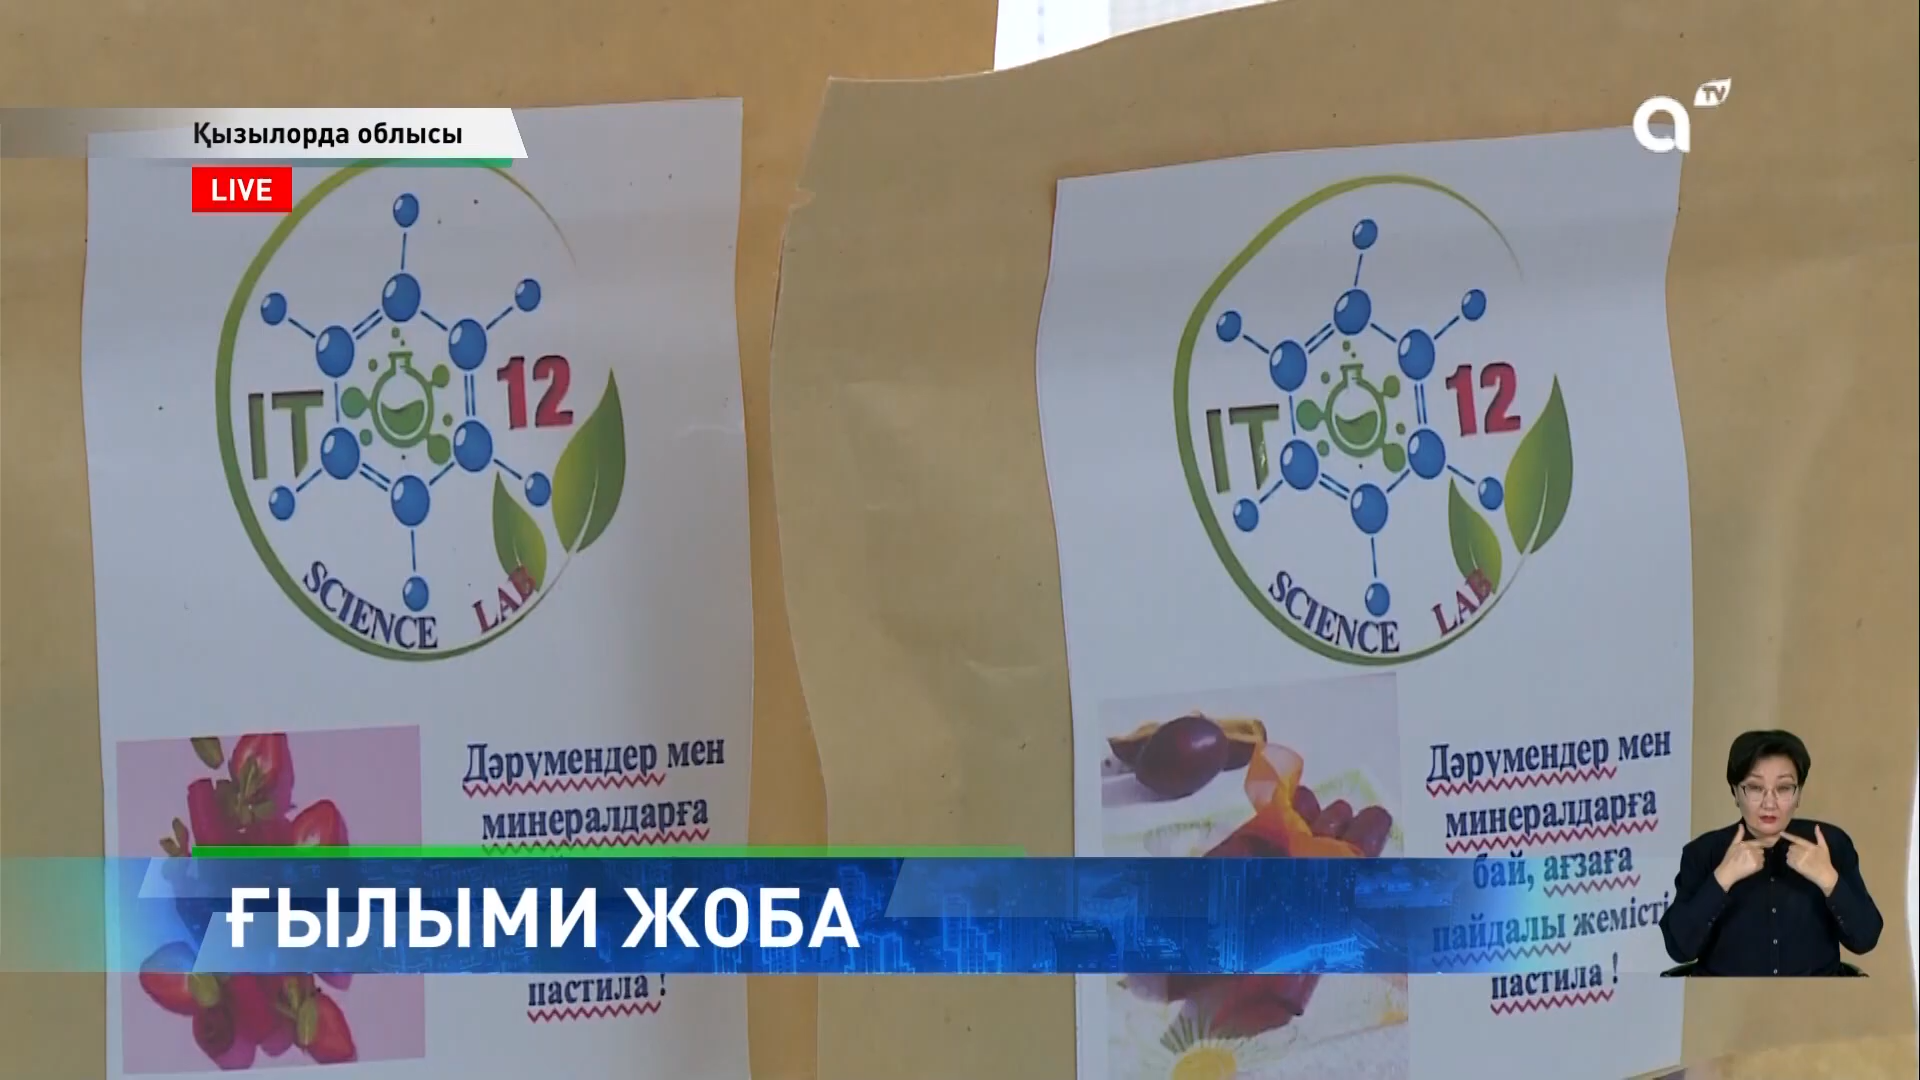 Қызылорда облысы
LIVE
a TV
IT 12
SCIENCE LAB
Дәрумендер мен
минералдарға
пастила !
IT 12
SCIENCE LAB
Дәрумендер мен
минералдарға
бай, ағзаға
пайдалы жемісті
пастила !
ҒЫЛЫМИ ЖОБА